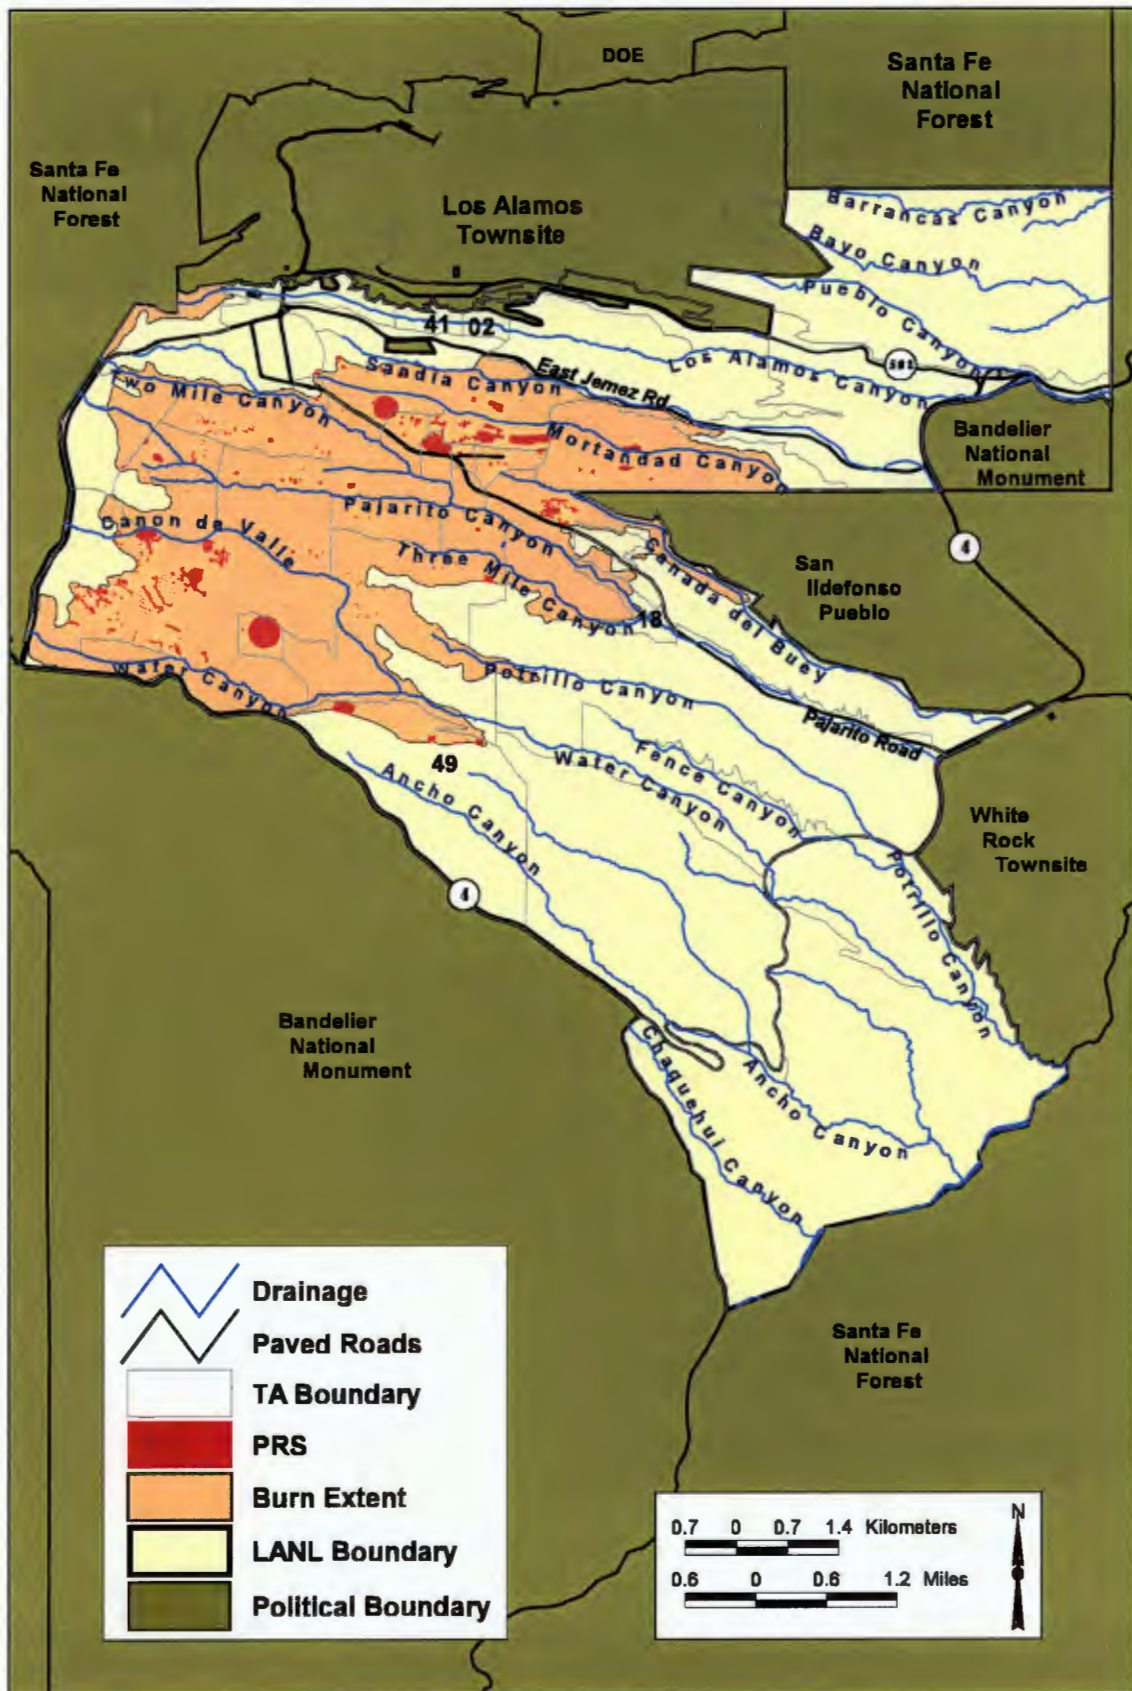 DOE
Santa Fe
National
Forest
Santa Fe
National
Forest
Los Alamos
Townsite
Barrancas Canyon
Bayo Canyon
Pueblo Canyon
41 02
501
Los Alamos Canyon
East Jemez Rd
Sandia Canyon
Two Mile Canyon
Mortandad Canyon
Bandelier
National
Monument
Pajarito Canyon
Canon de Valle
Three Mile Canyon
Canada del Buey
4
San
Ildefonso
Pueblo
18
Water Canyon
Potrillo Canyon
Pajarito Road
Fence Canyon
Water Canyon
49
Ancho Canyon
White
Rock
Townsite
Potrillo Canyon
4
Bandelier
National
Monument
Chaquehui Canyon
Ancho Canyon
Drainage
Paved Roads
TA Boundary
PRS
Burn Extent
LANL Boundary
Political Boundary
Santa Fe
National
Forest
N
0.7 0 0.7 1.4 Kilometers
0.6 0 0.6 1.2 Miles